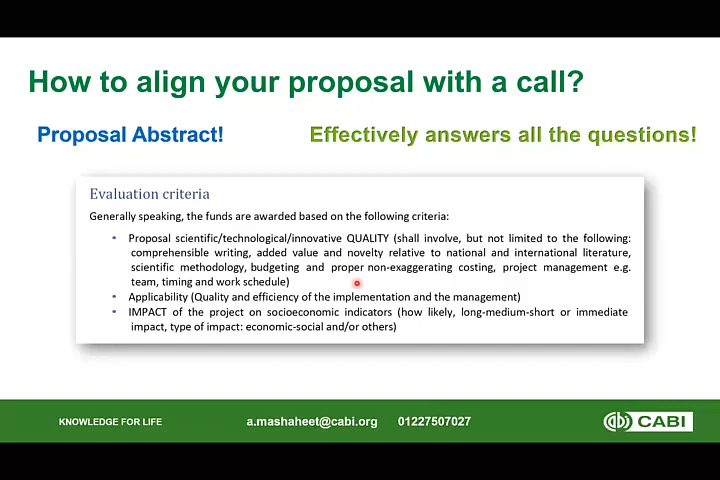 How to align your proposal with a call?
Proposal Abstract!
Effectively answers all the questions!
Evaluation criteria
Generally speaking, the funds are awarded based on the following criteria:
• Proposal scientific/technological/innovative QUALITY (shall involve, but not limited to the following:
comprehensible writing, added value and novelty relative to national and international literature,
scientific methodology, budgeting and proper non-exaggerating costing, project management e.g.
team, timing and work schedule)
• Applicability (Quality and efficiency of the implementation and the management)
• IMPACT of the project on socioeconomic indicators (how likely, long-medium-short or immediate
impact, type of impact: economic-social and/or others)
KNOWLEDGE FOR LIFE
a.mashaheet@cabi.org
01227507027
CABI